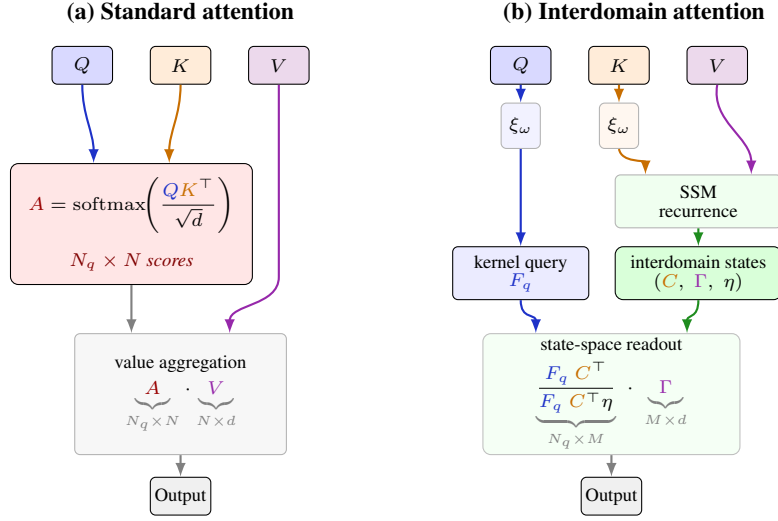 (a) Standard attention
Q K V
A = softmax( QK⊤ / √d )
N_q × N scores
value aggregation
A · V
N_q × N N × d
Output
(b) Interdomain attention
Q K V
ξ_ω ξ_ω
SSM
recurrence
kernel query
F_q
interdomain states
(C, Γ, η)
state-space readout
F_q C⊤ / F_q C⊤η · Γ
N_q × M M × d
Output